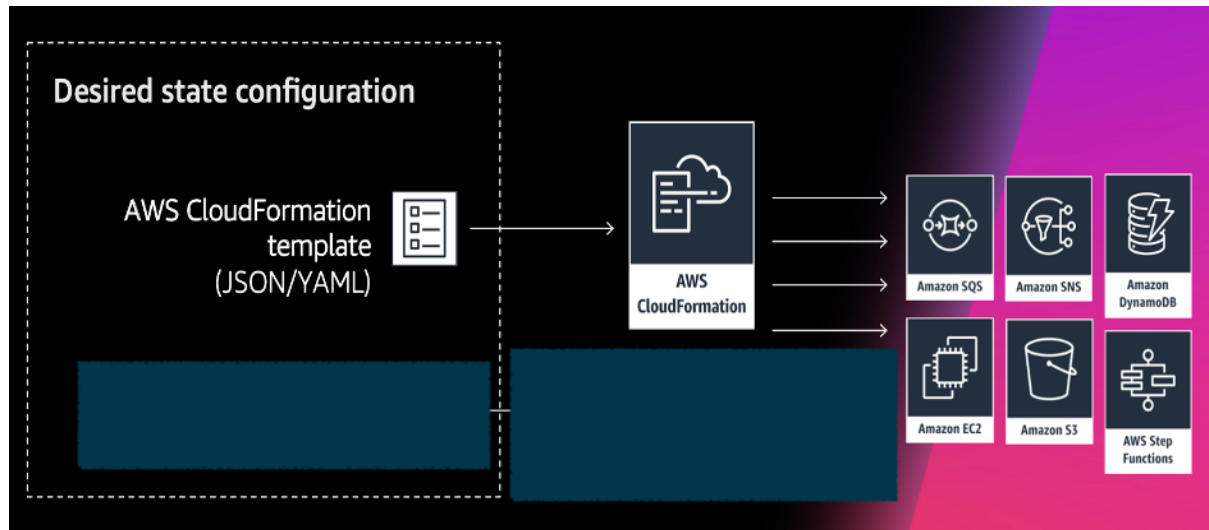 Desired state configuration
AWS CloudFormation
template
(JSON/YAML)
AWS
CloudFormation
Amazon SQS
Amazon SNS
Amazon
DynamoDB
Amazon EC2
Amazon S3
AWS Step
Functions